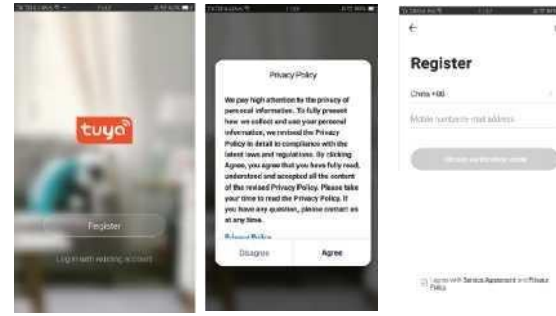 tuya
Register
Log in with existing account
Privacy Policy
We pay high attention to the privacy of
personal information. To fully present
how we collect and use your personal
information, we revised the Privacy
Policy in detail in compliance with the
latest laws and regulations. By clicking
Agree, you agree that you have fully read,
understood and accepted all the content
of the revised Privacy Policy. Please take
your time to read the Privacy Policy. If
you have any question, please contact us
at any time.
Privacy Policy
Disagree
Agree
Register
China +86
Mobile number/e-mail address
I agree with Service Agreement and Privacy
Policy